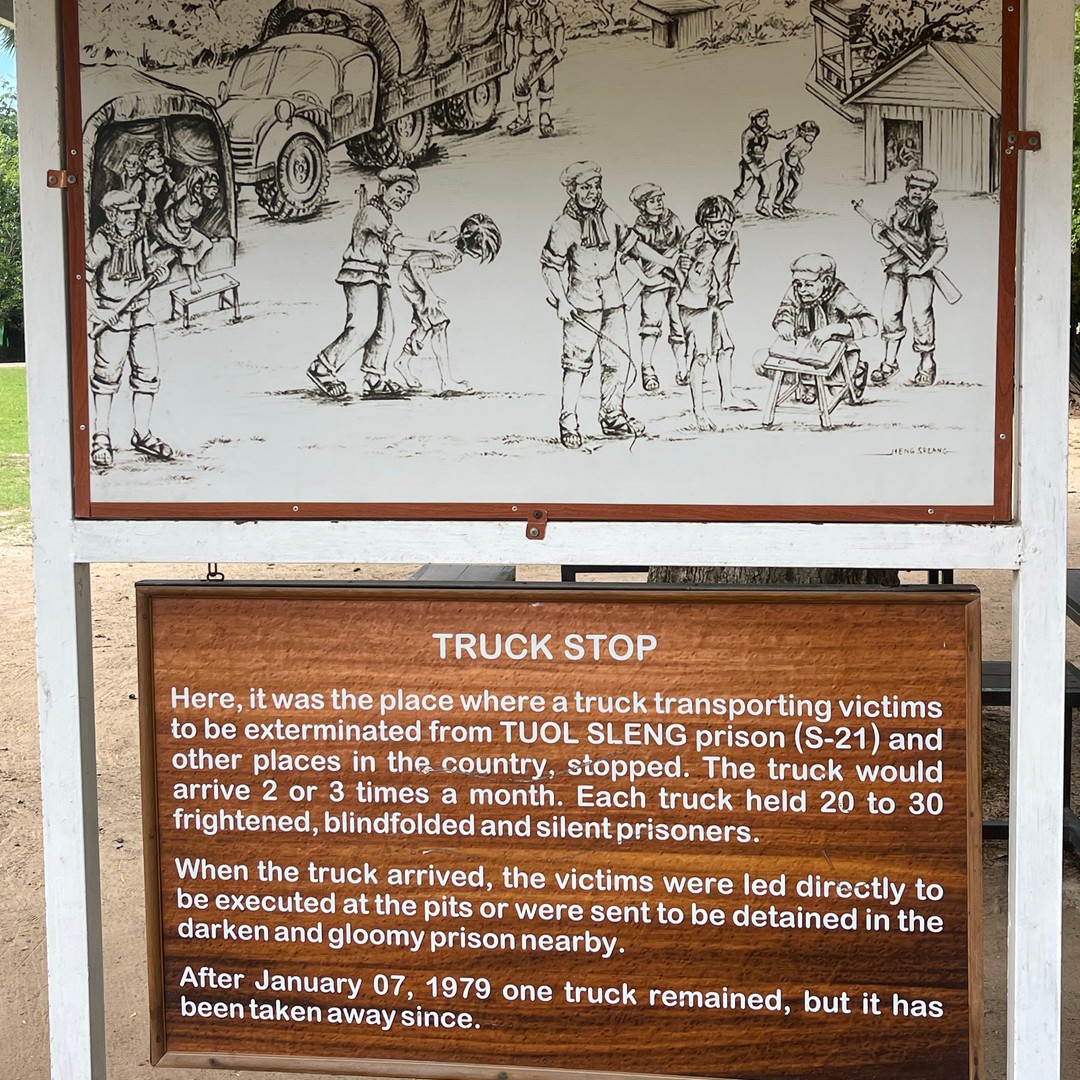 HENG SREANG
TRUCK STOP
Here, it was the place where a truck transporting victims
to be exterminated from TUOL SLENG prison (S-21) and
other places in the country, stopped. The truck would
arrive 2 or 3 times a month. Each truck held 20 to 30
frightened, blindfolded and silent prisoners.
When the truck arrived, the victims were led directly to
be executed at the pits or were sent to be detained in the
darken and gloomy prison nearby.
After January 07, 1979 one truck remained, but it has
been taken away since.